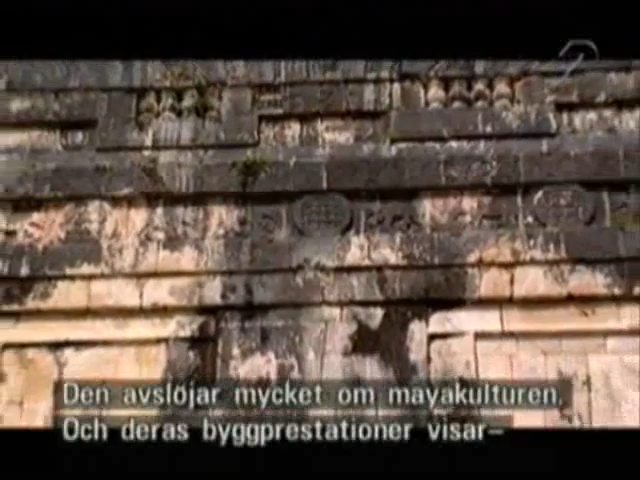 Den avslöjar mycket om mayakulturen.
Och deras byggprestationer visar–